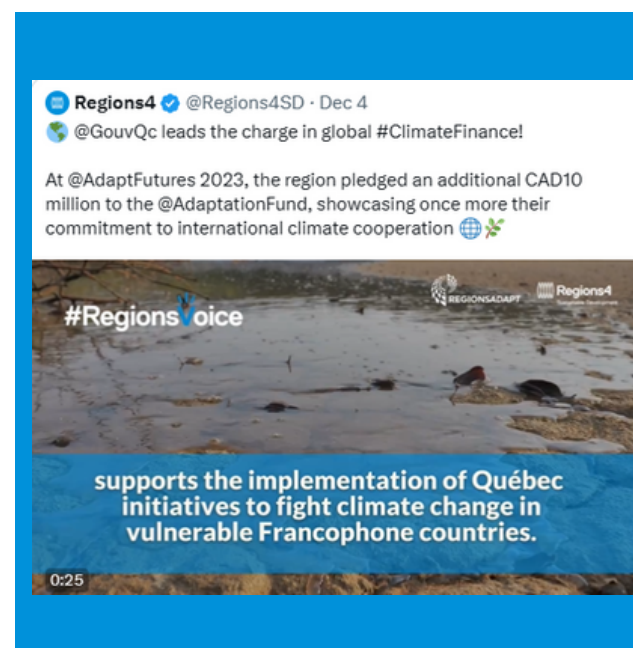 Regions4 @Regions4SD · Dec 4
@GouvQc leads the charge in global #ClimateFinance!
At @AdaptFutures 2023, the region pledged an additional CAD10
million to the @AdaptationFund, showcasing once more their
commitment to international climate cooperation
#RegionsVoice
REGIONSADAPT
Regions4
Sustainable Development
supports the implementation of Québec
initiatives to fight climate change in
vulnerable Francophone countries.
0:25